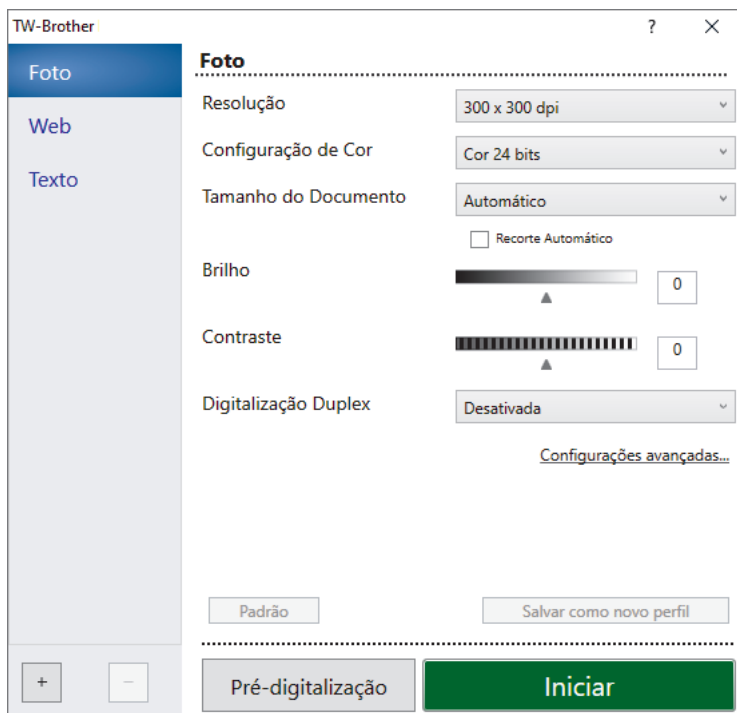 TW-Brother
?
Foto
Web
Texto
Foto
Resolução
300 x 300 dpi
Configuração de Cor
Cor 24 bits
Tamanho do Documento
Automático
Recorte Automático
Brilho
0
Contraste
0
Digitalização Duplex
Desativada
Configurações avançadas...
Padrão
Salvar como novo perfil
+
−
Pré-digitalização
Iniciar